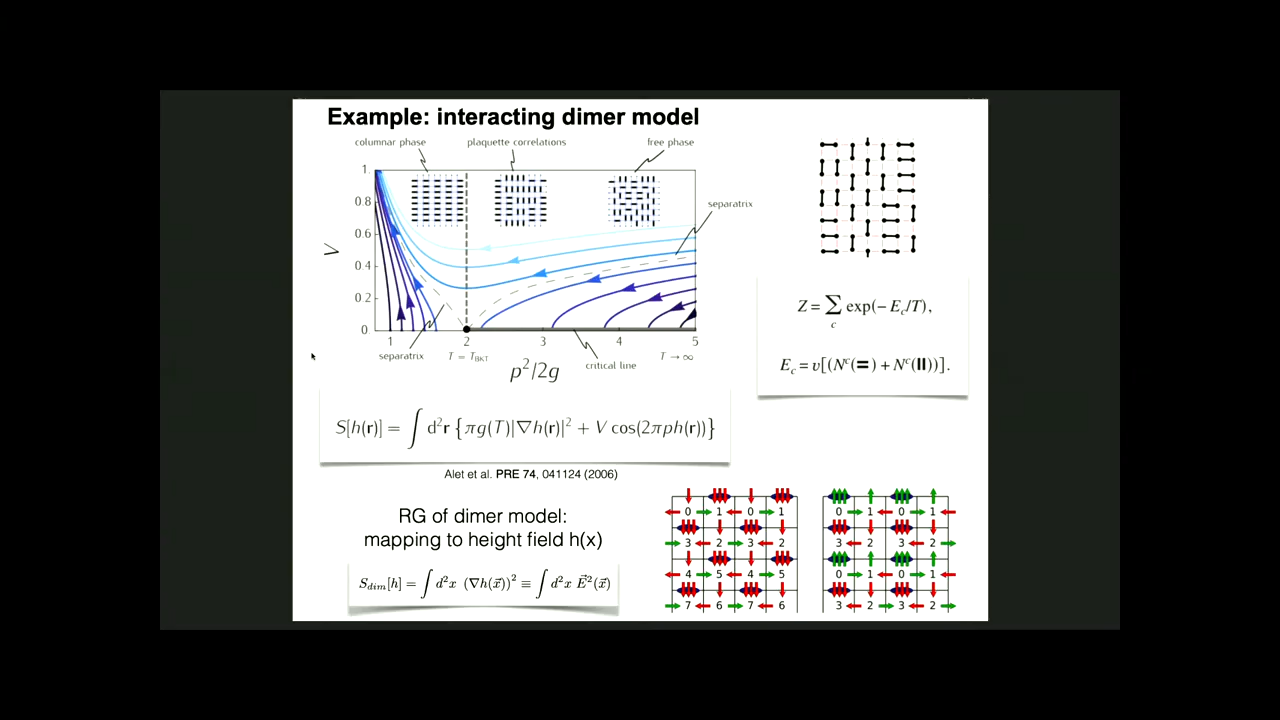 Example: interacting dimer model
columnar phase
plaquette correlations
free phase
separatrix
1
0.8
0.6
0.4
0.2
0
V
1
2
3
4
5
separatrix
T = T_BKT
critical line
T → ∞
p²/2g
Z = ∑_c exp(− E_c/T),
E_c = v[(N^c(=) + N^c(II))].
S[h(r)] = ∫ d²r {πg(T)|∇h(r)|² + V cos(2πph(r))}
Alet et al. PRE 74, 041124 (2006)
RG of dimer model:
mapping to height field h(x)
S_dim[h] = ∫ d²x (∇h(x⃗))² ≡ ∫ d²x E⃗²(x⃗)
0 1 0 1
3 2 3 2
4 5 4 5
7 6 7 6
0 1 0 1
3 2 3 2
0 1 0 1
3 2 3 2